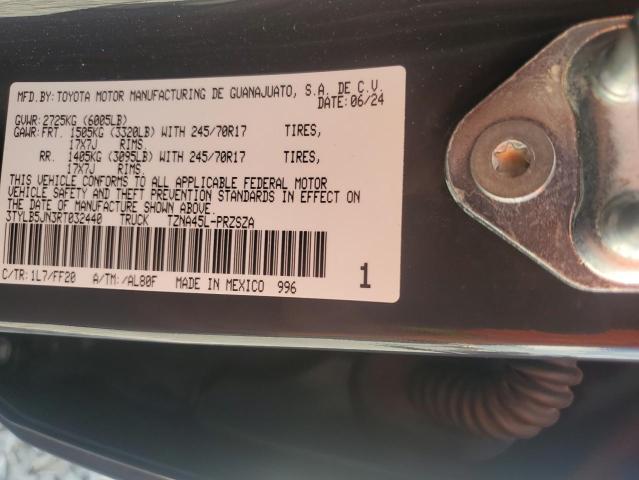 MFD.BY: TOYOTA MOTOR MANUFACTURING DE GUANAJUATO, S.A. DE C.V.
DATE: 06/24
GVWR: 2725KG (6005LB)
GAWR: FRT. 1505KG (3320LB) WITH 245/70R17 TIRES,
17X7J RIMS
RR. 1405KG (3095LB) WITH 245/70R17 TIRES,
17X7J RIMS
THIS VEHICLE CONFORMS TO ALL APPLICABLE FEDERAL MOTOR
VEHICLE SAFETY AND THEFT PREVENTION STANDARDS IN EFFECT ON
THE DATE OF MANUFACTURE SHOWN ABOVE.
3TYLB5JN3RT032440 TRUCK TZNA45L-PRZSZA
C/TR: 1L7/FF20 A/TM: /AL80F MADE IN MEXICO 996 1